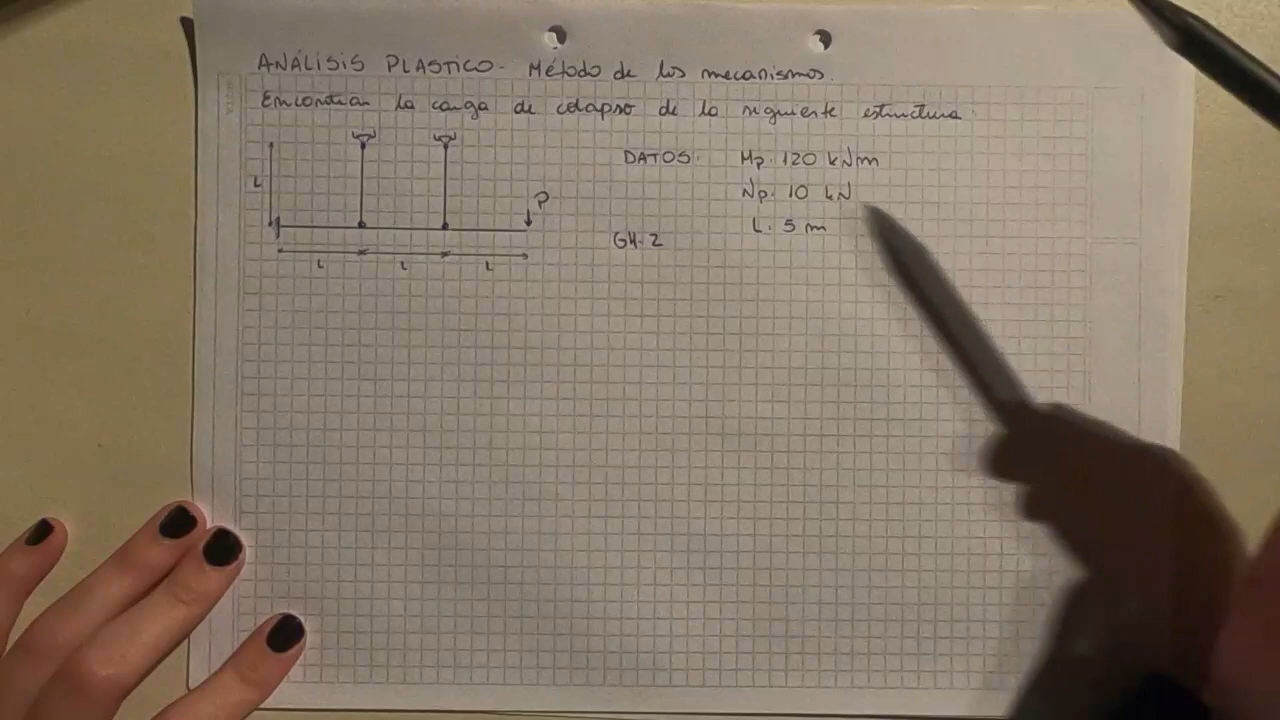 ANÁLISIS PLASTICO - Método de los mecanismos.
Encontrar la carga de colapso de la siguiente estructura
DATOS: Mp. 120 kNm
Np. 10 kN
L. 5 m
GH. 2
P
L
L
L
L